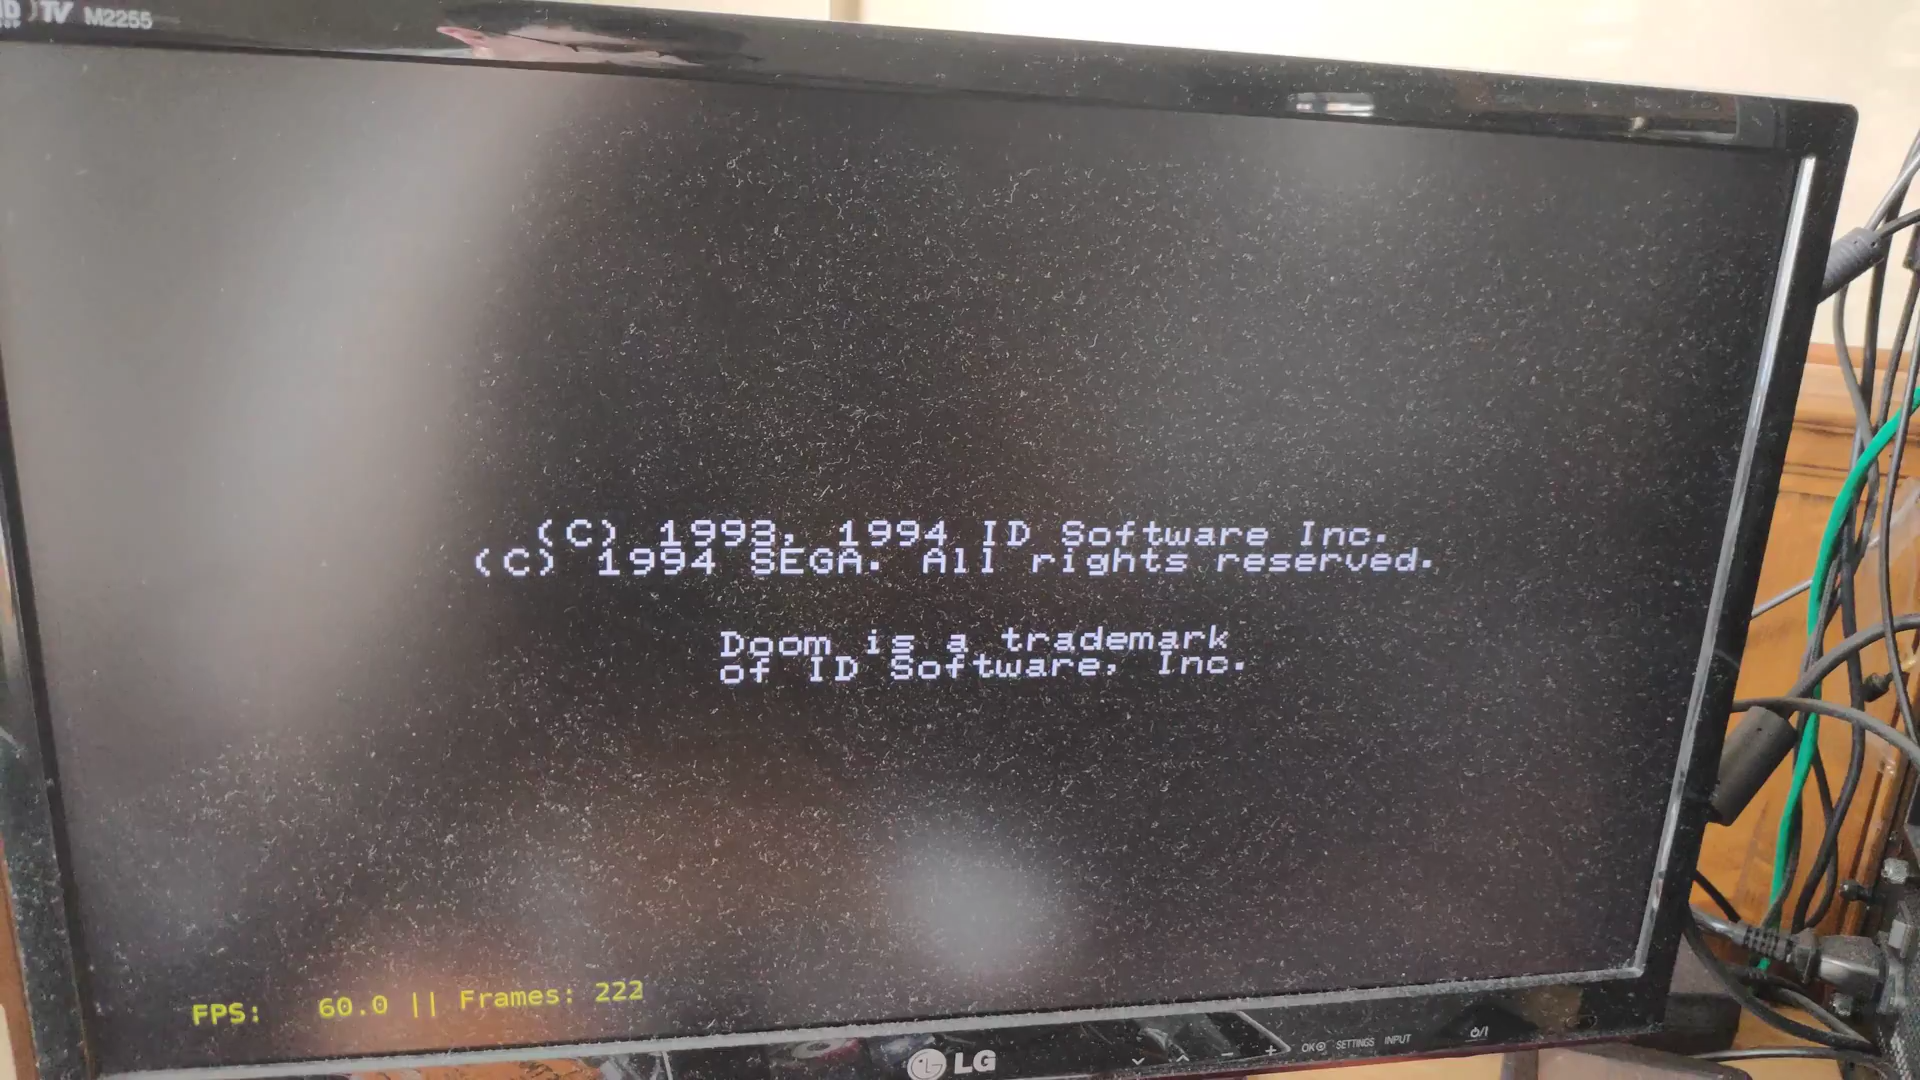 TV M2255
(C) 1993, 1994 ID Software Inc.
(C) 1994 SEGA. All rights reserved.
Doom is a trademark
of ID Software, Inc.
FPS: 60.0 || Frames: 222
LG
- + OK SETTINGS INPUT